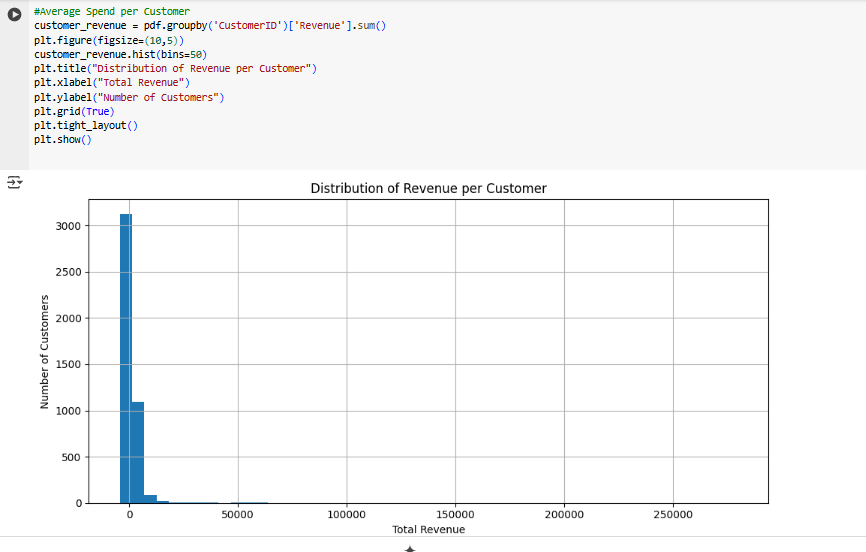 #Average Spend per Customer
customer_revenue = pdf.groupby('CustomerID')['Revenue'].sum()
plt.figure(figsize=(10,5))
customer_revenue.hist(bins=50)
plt.title("Distribution of Revenue per Customer")
plt.xlabel("Total Revenue")
plt.ylabel("Number of Customers")
plt.grid(True)
plt.tight_layout()
plt.show()
Distribution of Revenue per Customer
3000
2500
2000
1500
1000
500
0
Number of Customers
0 50000 100000 150000 200000 250000
Total Revenue